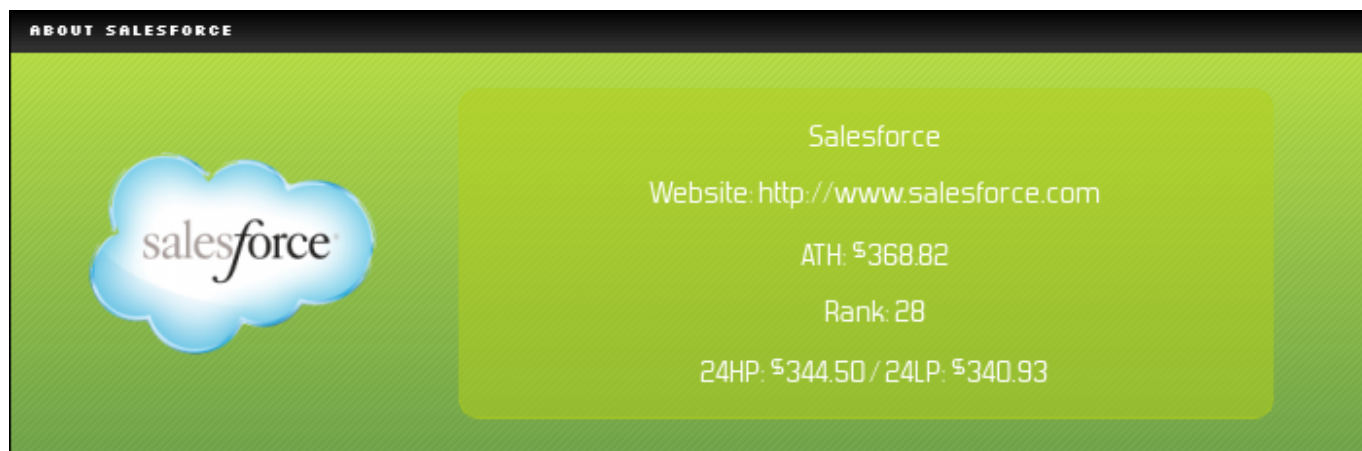 ABOUT SALESFORCE
salesforce
Salesforce
Website: http://www.salesforce.com
ATH: $368.82
Rank: 28
24HP: $344.50 / 24LP: $340.93